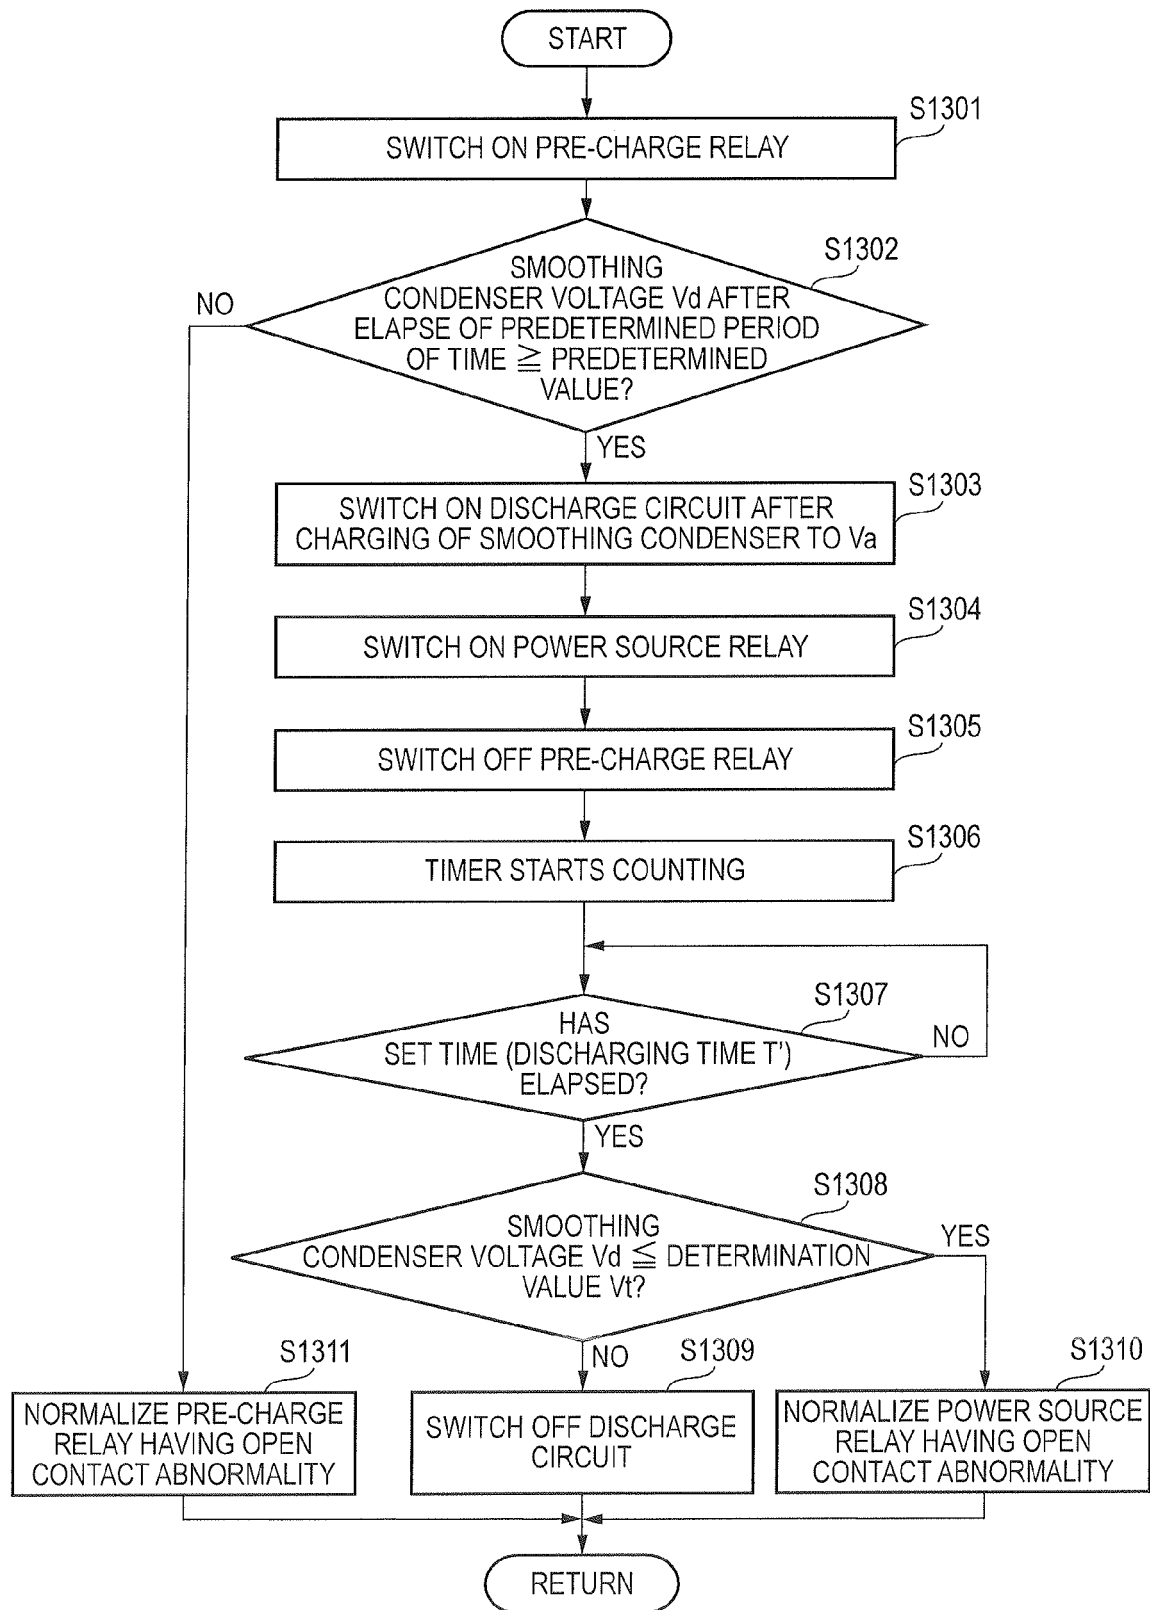 START
S1301
SWITCH ON PRE-CHARGE RELAY
S1302
SMOOTHING
CONDENSER VOLTAGE Vd AFTER
ELAPSE OF PREDETERMINED PERIOD
OF TIME ≧ PREDETERMINED
VALUE?
NO
YES
S1303
SWITCH ON DISCHARGE CIRCUIT AFTER
CHARGING OF SMOOTHING CONDENSER TO Va
S1304
SWITCH ON POWER SOURCE RELAY
S1305
SWITCH OFF PRE-CHARGE RELAY
S1306
TIMER STARTS COUNTING
S1307
HAS
SET TIME (DISCHARGING TIME T')
ELAPSED?
NO
YES
S1308
SMOOTHING
CONDENSER VOLTAGE Vd ≦ DETERMINATION
VALUE Vt?
YES
NO
S1311
NORMALIZE PRE-CHARGE
RELAY HAVING OPEN
CONTACT ABNORMALITY
S1309
SWITCH OFF DISCHARGE
CIRCUIT
S1310
NORMALIZE POWER SOURCE
RELAY HAVING OPEN
CONTACT ABNORMALITY
RETURN